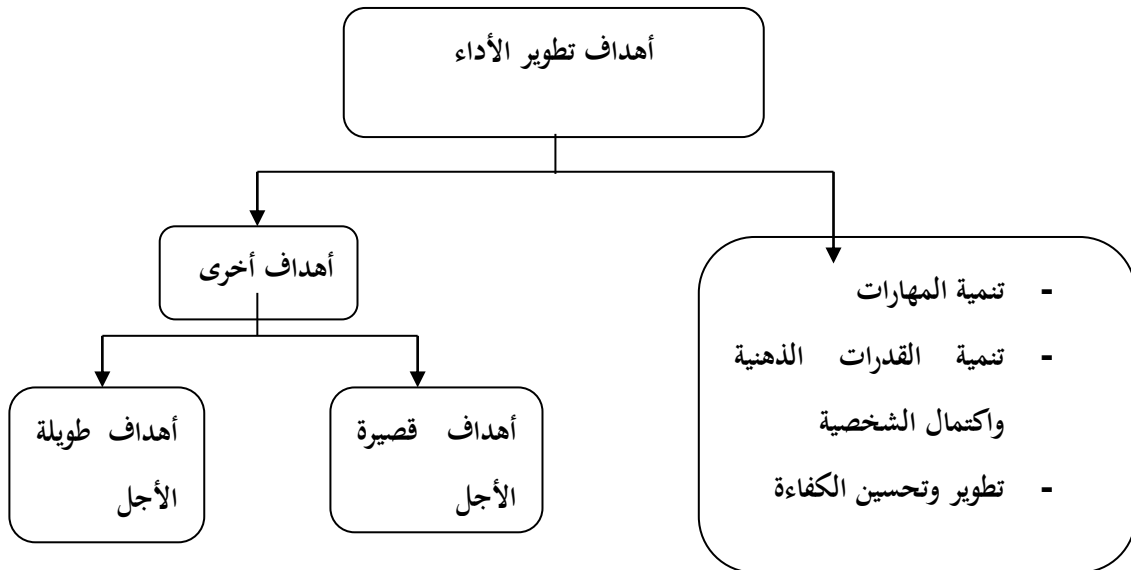 أهداف تطوير الأداء
- تنمية المهارات
- تنمية القدرات الذهنية
واكتمال الشخصية
- تطوير وتحسين الكفاءة
أهداف أخرى
أهداف قصيرة
الأجل
أهداف طويلة
الأجل